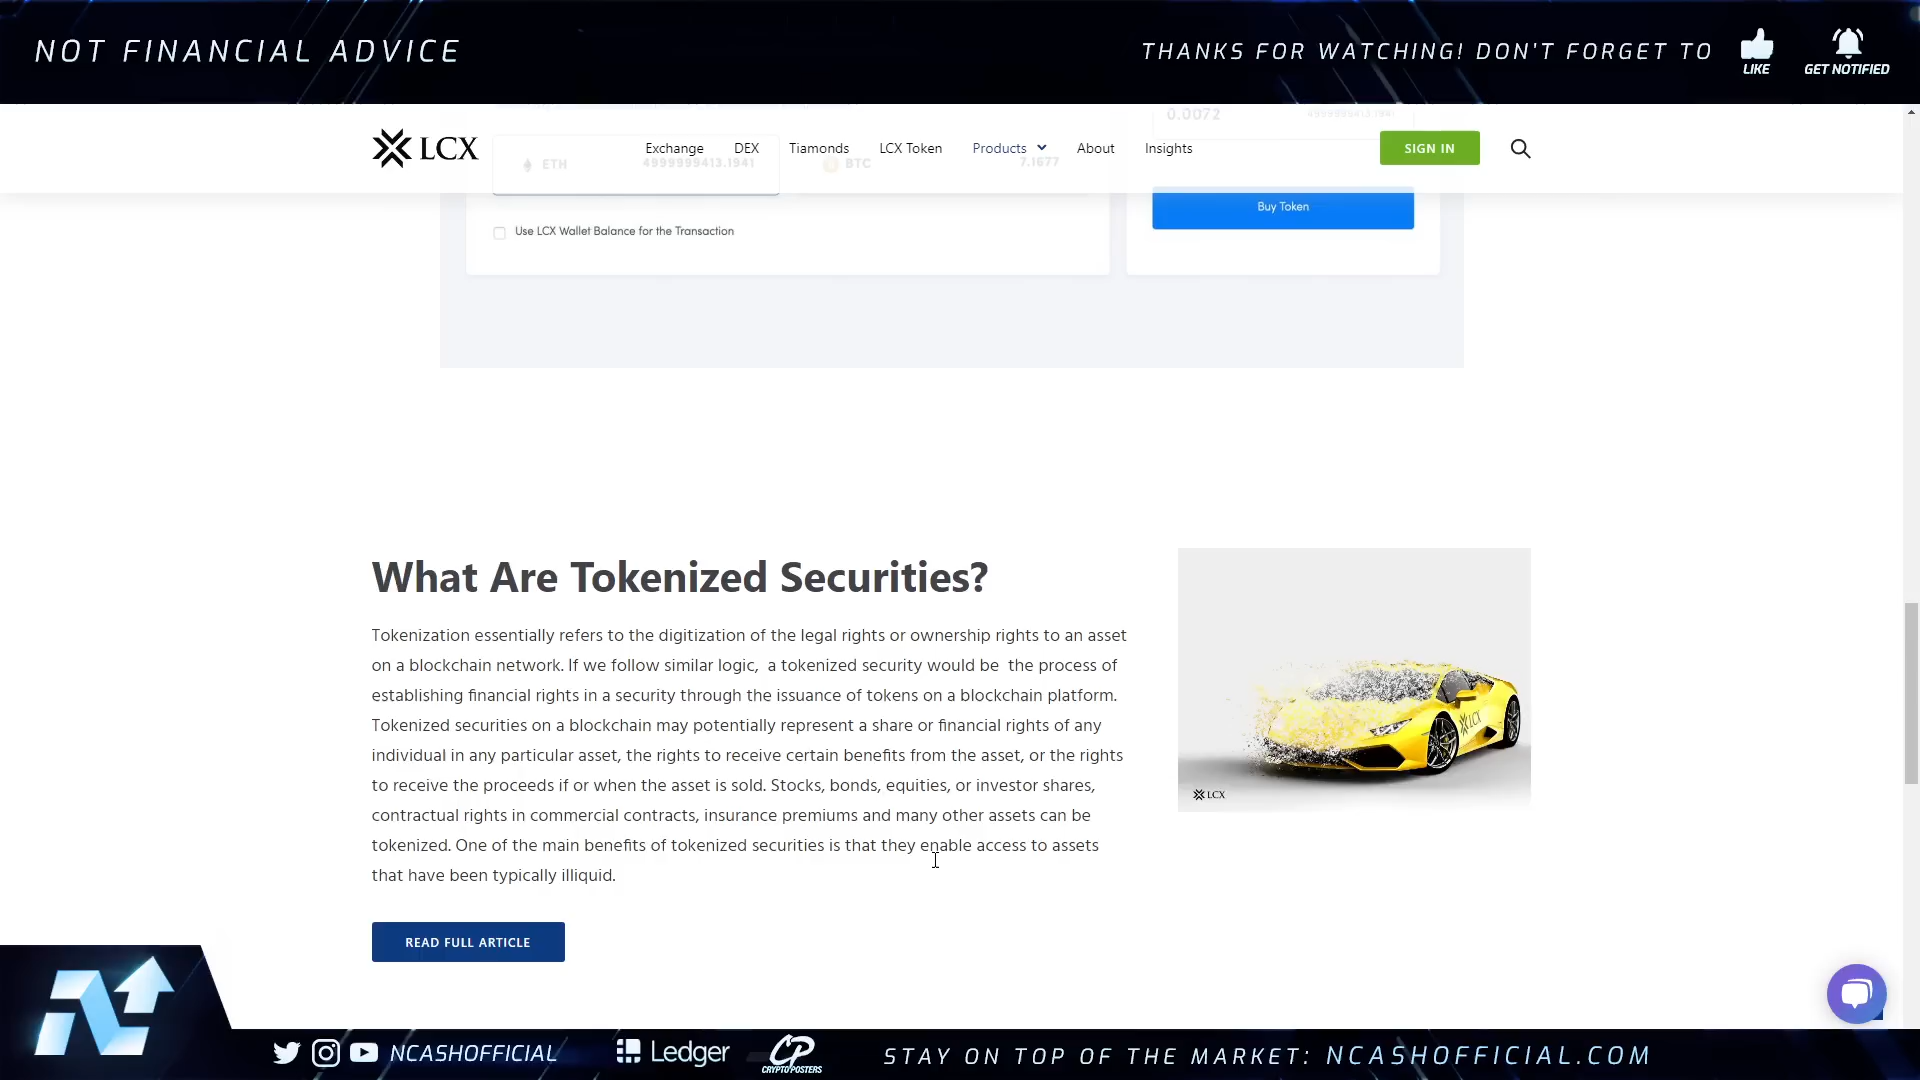 NOT FINANCIAL ADVICE
THANKS FOR WATCHING! DON'T FORGET TO
LIKE
GET NOTIFIED
0.0072
LCX
Exchange
DEX
Tiamonds
LCX Token
Products
About
Insights
SIGN IN
ETH
4999999413.1941
BTC
7.1677
Buy Token
Use LCX Wallet Balance for the Transaction
What Are Tokenized Securities?
Tokenization essentially refers to the digitization of the legal rights or ownership rights to an asset
on a blockchain network. If we follow similar logic,  a tokenized security would be  the process of
establishing financial rights in a security through the issuance of tokens on a blockchain platform.
Tokenized securities on a blockchain may potentially represent a share or financial rights of any
individual in any particular asset, the rights to receive certain benefits from the asset, or the rights
to receive the proceeds if or when the asset is sold. Stocks, bonds, equities, or investor shares,
contractual rights in commercial contracts, insurance premiums and many other assets can be
tokenized. One of the main benefits of tokenized securities is that they enable access to assets
that have been typically illiquid.
LCX
LCX
READ FULL ARTICLE
NCASHOFFICIAL
Ledger
CP
CRYPTOPOSTERS
STAY ON TOP OF THE MARKET: NCASHOFFICIAL.COM